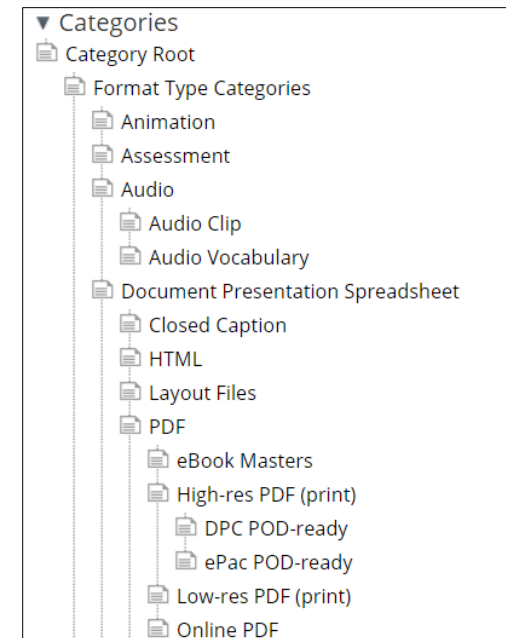 Categories
Category Root
Format Type Categories
Animation
Assessment
Audio
Audio Clip
Audio Vocabulary
Document Presentation Spreadsheet
Closed Caption
HTML
Layout Files
PDF
eBook Masters
High-res PDF (print)
DPC POD-ready
ePac POD-ready
Low-res PDF (print)
Online PDF